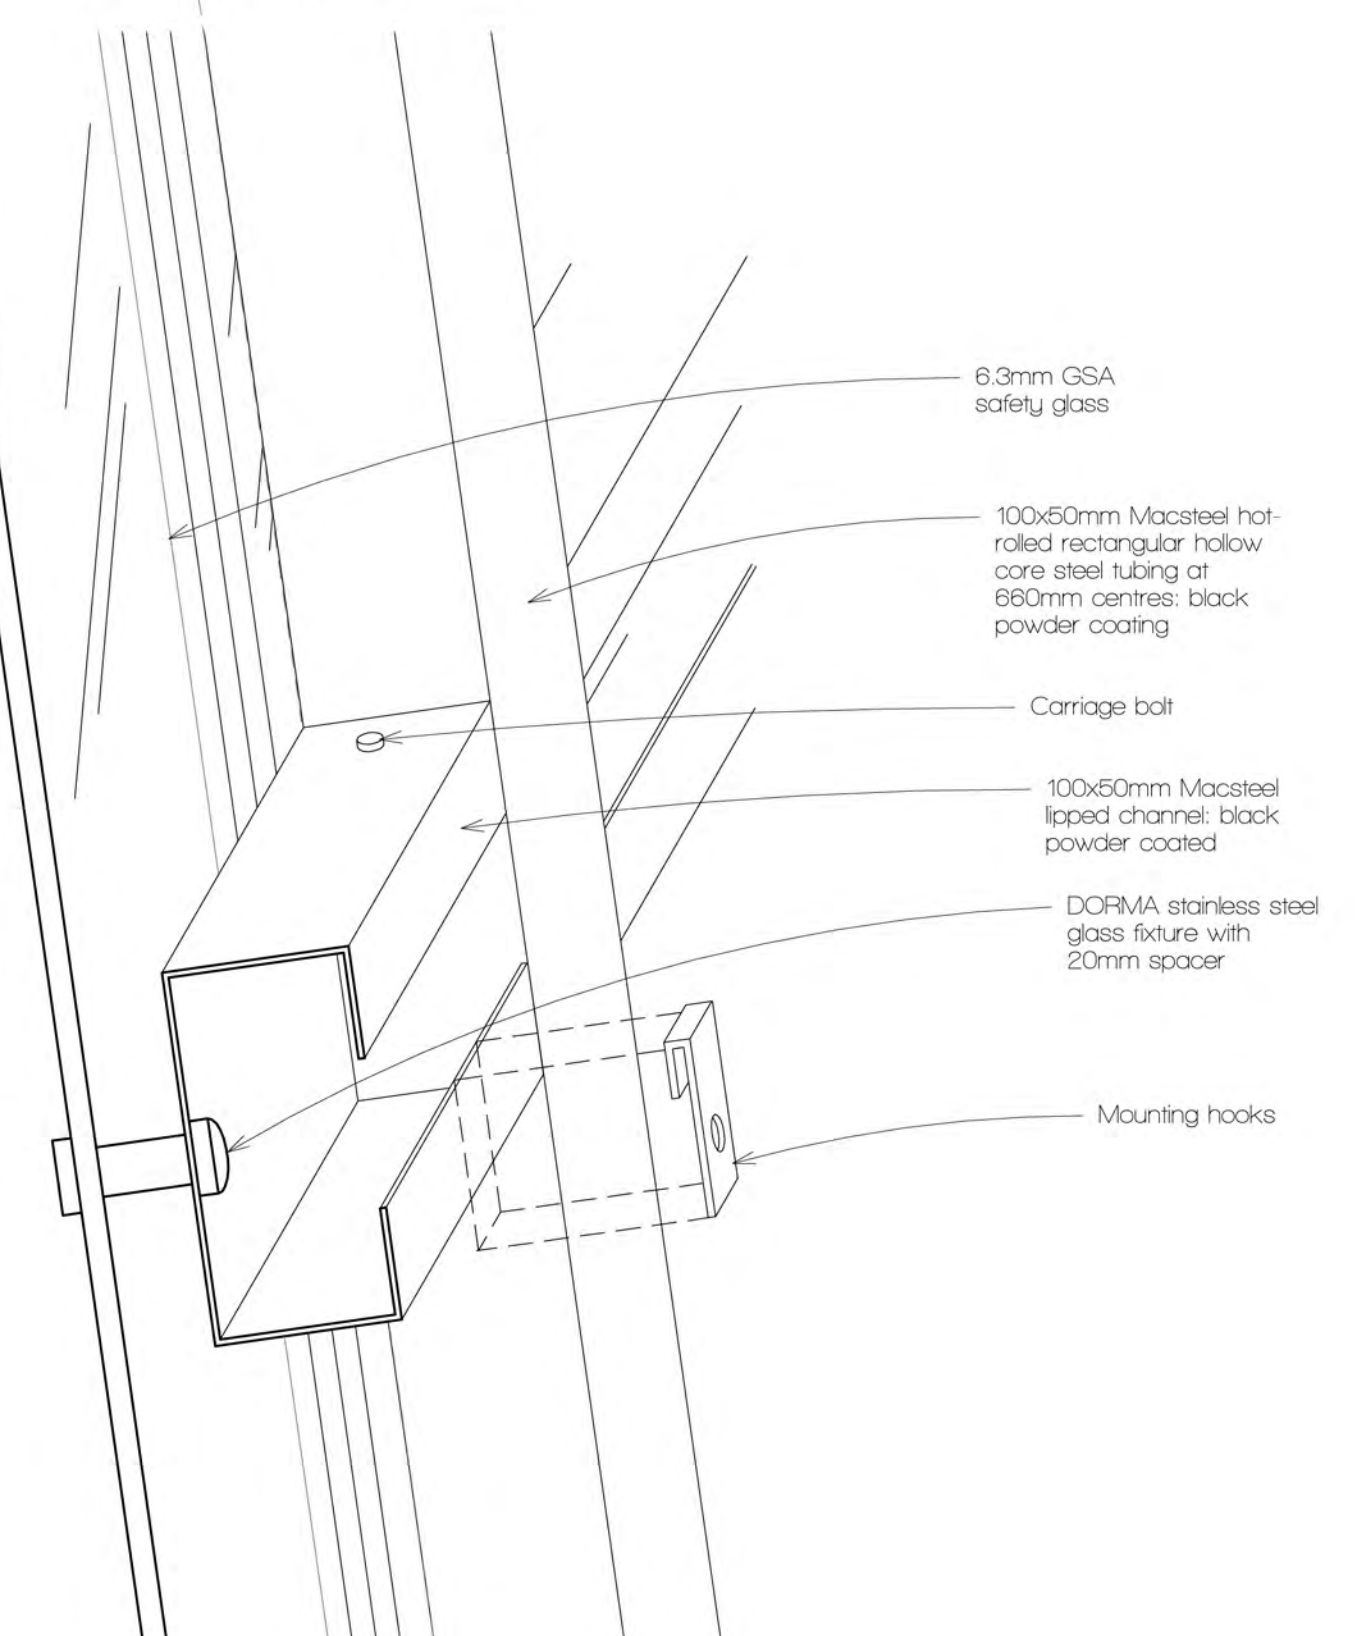 6.3mm GSA
safety glass
100x50mm Macsteel hot-
rolled rectangular hollow
core steel tubing at
660mm centres: black
powder coating
Carriage bolt
100x50mm Macsteel
lipped channel: black
powder coated
DORMA stainless steel
glass fixture with
20mm spacer
Mounting hooks